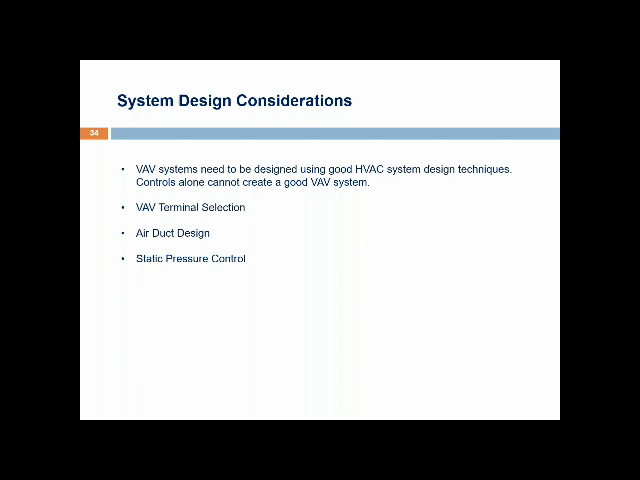 System Design Considerations
34
• VAV systems need to be designed using good HVAC system design techniques.
Controls alone cannot create a good VAV system.
• VAV Terminal Selection
• Air Duct Design
• Static Pressure Control